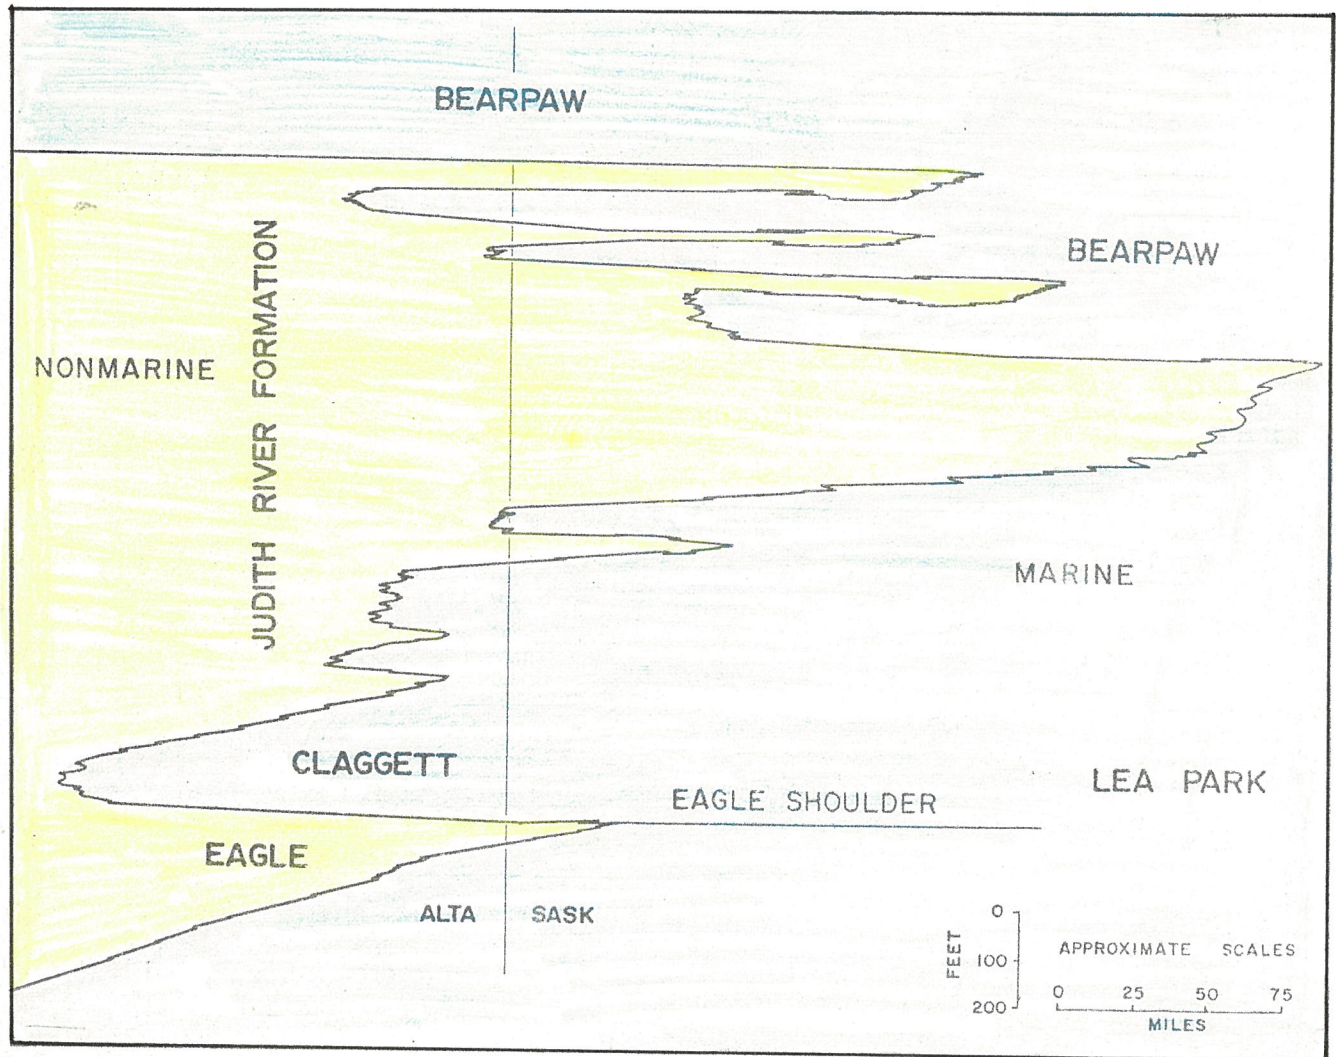 BEARPAW
BEARPAW
NONMARINE
JUDITH RIVER FORMATION
MARINE
CLAGGETT
LEA PARK
EAGLE SHOULDER
EAGLE
ALTA SASK
FEET
0
100
200
APPROXIMATE SCALES
0 25 50 75
MILES